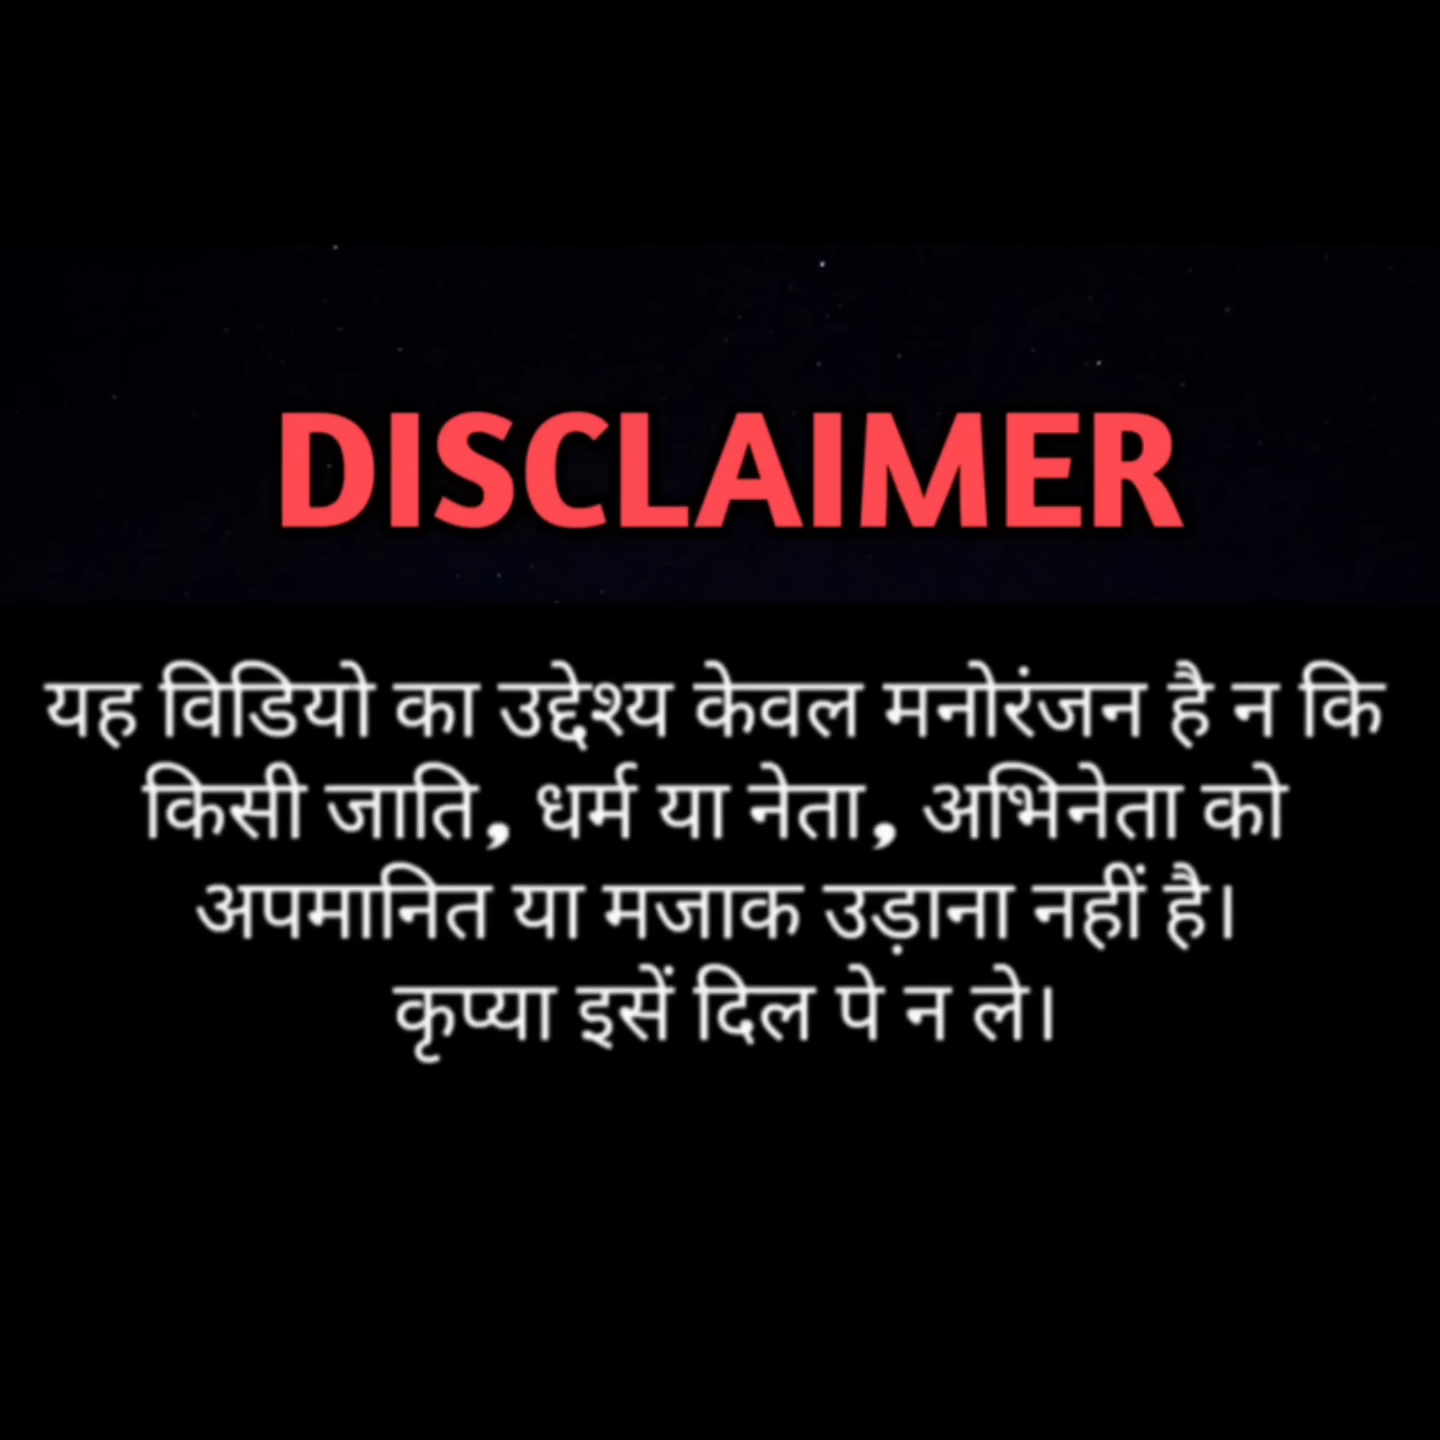 DISCLAIMER
यह विडियो का उद्देश्य केवल मनोरंजन है न कि
किसी जाति, धर्म या नेता, अभिनेता को
अपमानित या मजाक उड़ाना नहीं है।
कृप्या इसें दिल पे न ले।